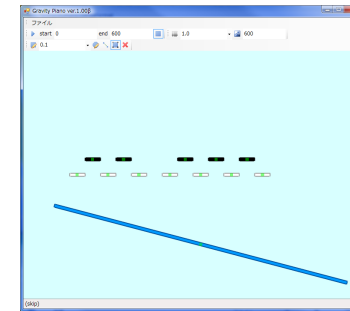 Gravity Piano ver.1.00β
ファイル
start 0 end 600 1.0 600
0.1
(skip)